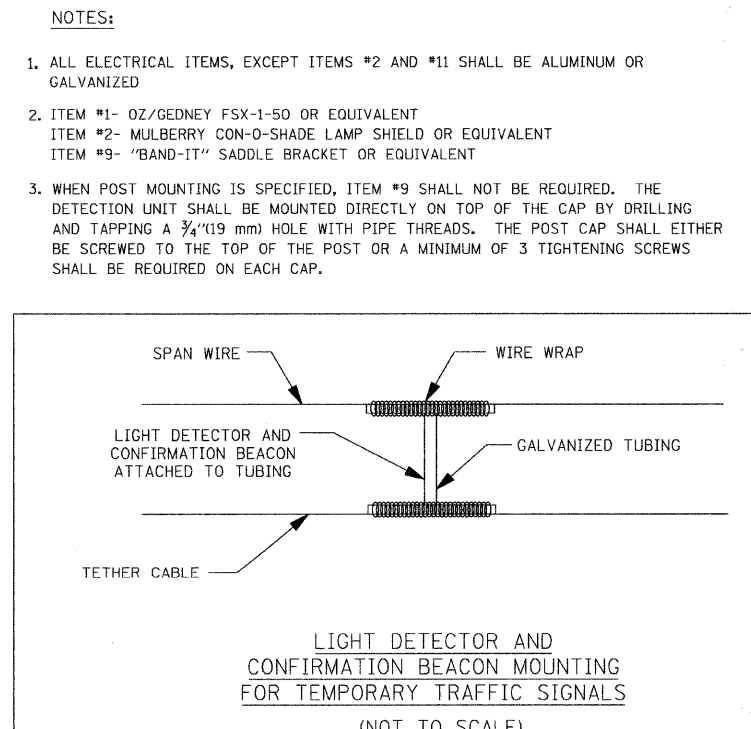 NOTES:
1. ALL ELECTRICAL ITEMS, EXCEPT ITEMS #2 AND #11 SHALL BE ALUMINUM OR
GALVANIZED
2. ITEM #1- OZ/GEDNEY FSX-1-50 OR EQUIVALENT
ITEM #2- MULBERRY CON-O-SHADE LAMP SHIELD OR EQUIVALENT
ITEM #9- "BAND-IT" SADDLE BRACKET OR EQUIVALENT
3. WHEN POST MOUNTING IS SPECIFIED, ITEM #9 SHALL NOT BE REQUIRED. THE
DETECTION UNIT SHALL BE MOUNTED DIRECTLY ON TOP OF THE CAP BY DRILLING
AND TAPPING A 3/4"(19 mm) HOLE WITH PIPE THREADS. THE POST CAP SHALL EITHER
BE SCREWED TO THE TOP OF THE POST OR A MINIMUM OF 3 TIGHTENING SCREWS
SHALL BE REQUIRED ON EACH CAP.
SPAN WIRE
WIRE WRAP
LIGHT DETECTOR AND
CONFIRMATION BEACON
ATTACHED TO TUBING
GALVANIZED TUBING
TETHER CABLE
LIGHT DETECTOR AND
CONFIRMATION BEACON MOUNTING
FOR TEMPORARY TRAFFIC SIGNALS
(NOT TO SCALE)